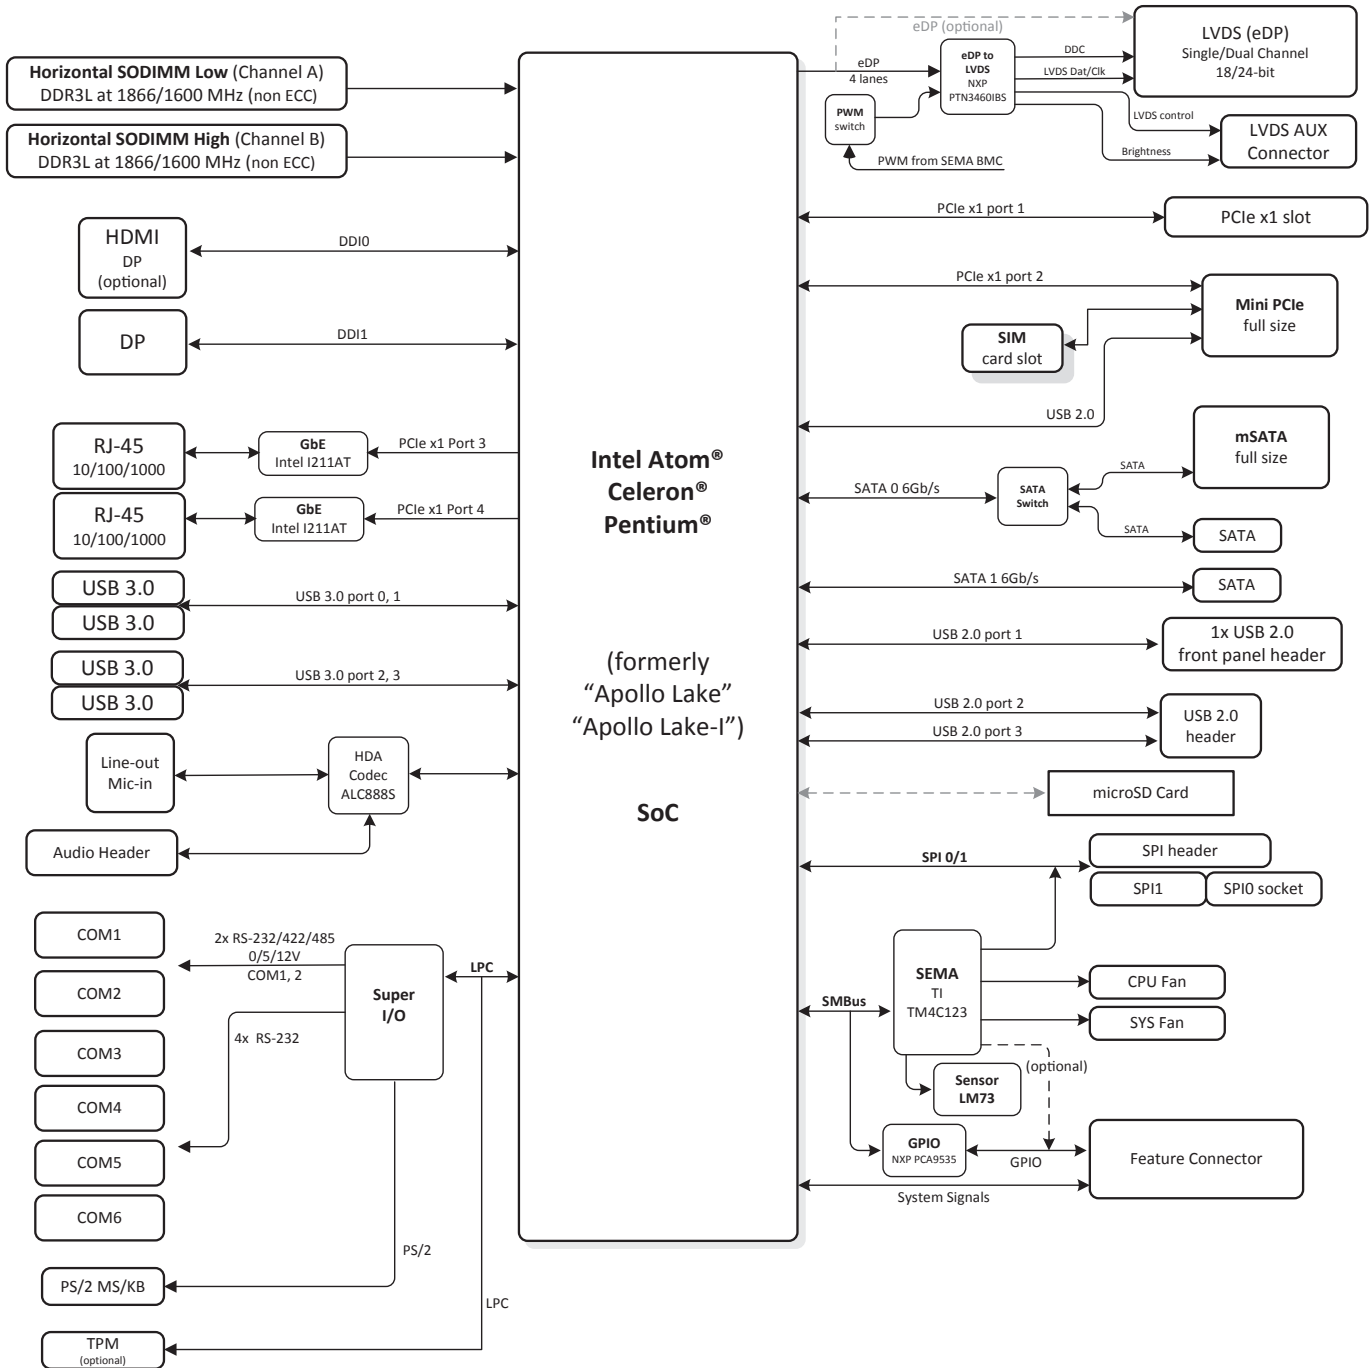 Horizontal SODIMM Low (Channel A)
DDR3L at 1866/1600 MHz (non ECC)
Horizontal SODIMM High (Channel B)
DDR3L at 1866/1600 MHz (non ECC)
HDMI
DP
(optional)
DDI0
DP
DDI1
RJ-45
10/100/1000
GbE
Intel I211AT
PCIe x1 Port 3
RJ-45
10/100/1000
GbE
Intel I211AT
PCIe x1 Port 4
USB 3.0
USB 3.0
USB 3.0 port 0, 1
USB 3.0
USB 3.0
USB 3.0 port 2, 3
Line-out
Mic-in
HDA
Codec
ALC888S
Audio Header
COM1
COM2
COM3
COM4
COM5
COM6
2x RS-232/422/485
0/5/12V
COM1, 2
4x RS-232
Super
I/O
LPC
PS/2
PS/2 MS/KB
LPC
TPM
(optional)
Intel Atom®
Celeron®
Pentium®
(formerly
“Apollo Lake”
“Apollo Lake-I”)
SoC
eDP (optional)
eDP
4 lanes
eDP to
LVDS
NXP
PTN3460IBS
PWM
switch
PWM from SEMA BMC
DDC
LVDS Dat/Clk
LVDS control
Brightness
LVDS (eDP)
Single/Dual Channel
18/24-bit
LVDS AUX
Connector
PCIe x1 port 1
PCIe x1 slot
PCIe x1 port 2
Mini PCIe
full size
SIM
card slot
USB 2.0
mSATA
full size
SATA 0 6Gb/s
SATA
Switch
SATA
SATA
SATA
SATA 1 6Gb/s
SATA
USB 2.0 port 1
1x USB 2.0
front panel header
USB 2.0 port 2
USB 2.0 port 3
USB 2.0
header
microSD Card
SPI 0/1
SPI header
SPI1
SPI0 socket
SEMA
TI
TM4C123
SMBus
CPU Fan
SYS Fan
(optional)
Sensor
LM73
GPIO
NXP PCA9535
GPIO
Feature Connector
System Signals